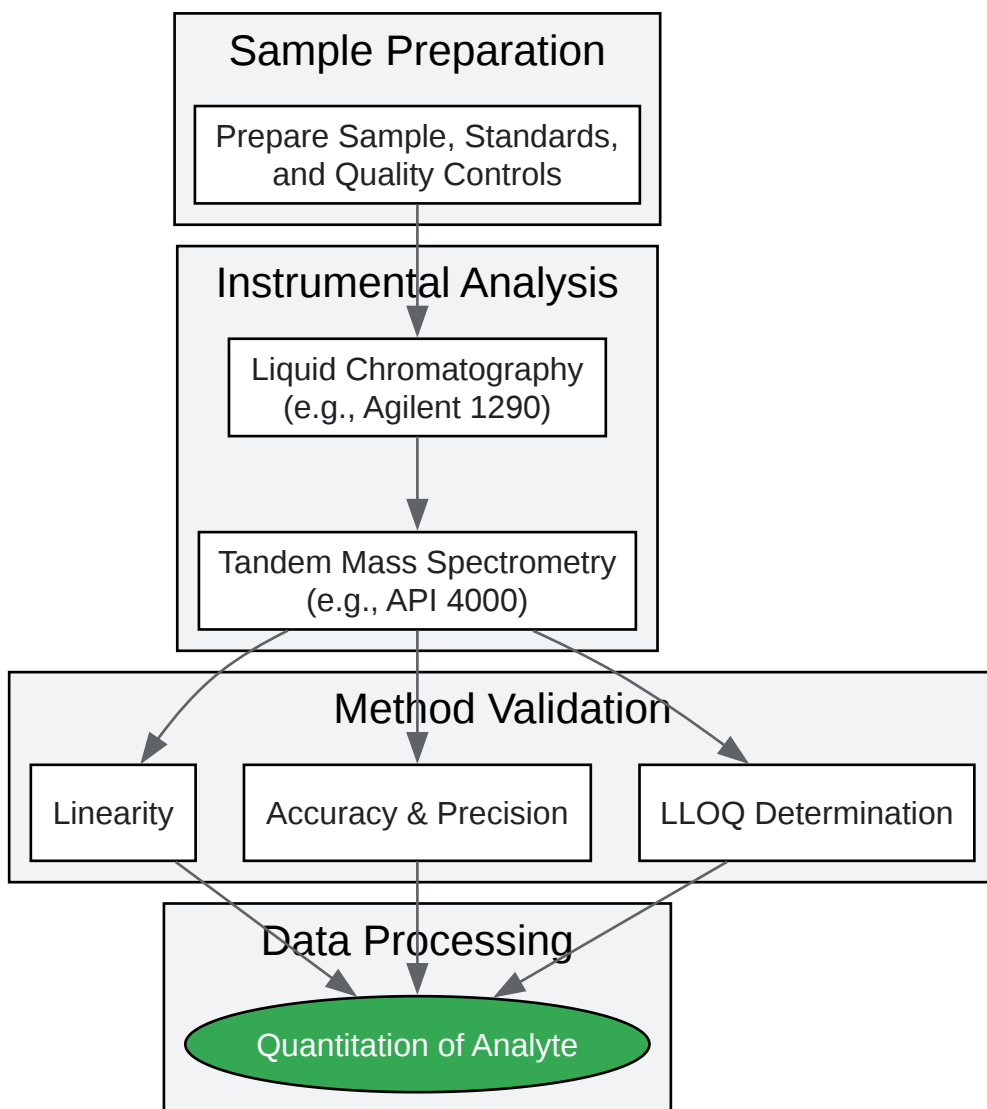 Sample Preparation
Prepare Sample, Standards,
and Quality Controls
Instrumental Analysis
Liquid Chromatography
(e.g., Agilent 1290)
Tandem Mass Spectrometry
(e.g., API 4000)
Method Validation
Linearity
Accuracy & Precision
LLOQ Determination
Data Processing
Quantitation of Analyte